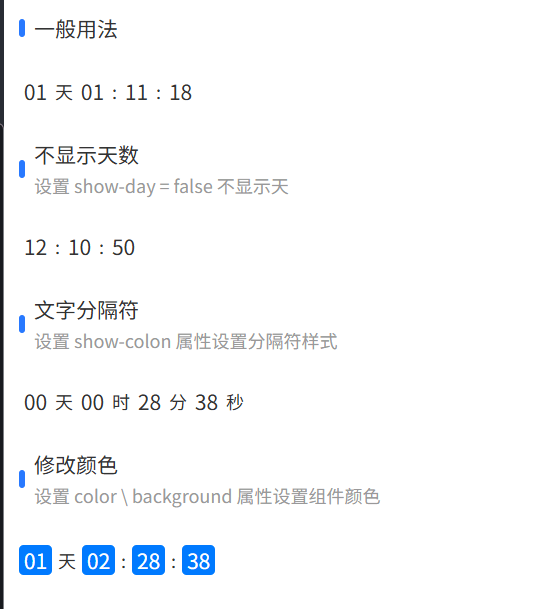 一般用法
01 天 01 : 11 : 18
不显示天数
设置 show-day = false 不显示天
12 : 10 : 50
文字分隔符
设置 show-colon 属性设置分隔符样式
00 天 00 时 28 分 38 秒
修改颜色
设置 color \ background 属性设置组件颜色
01 天 02 : 28 : 38